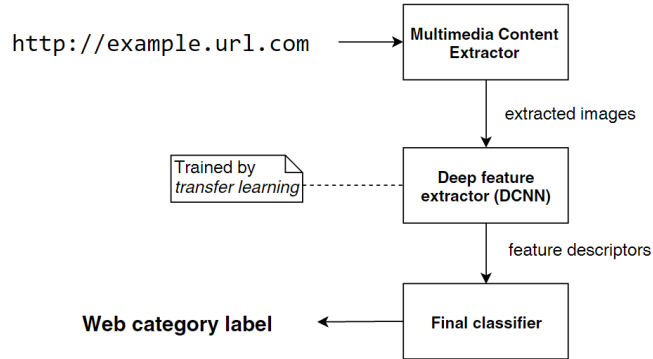 http://example.url.com
Multimedia Content
Extractor
extracted images
Trained by
transfer learning
Deep feature
extractor (DCNN)
feature descriptors
Web category label
Final classifier